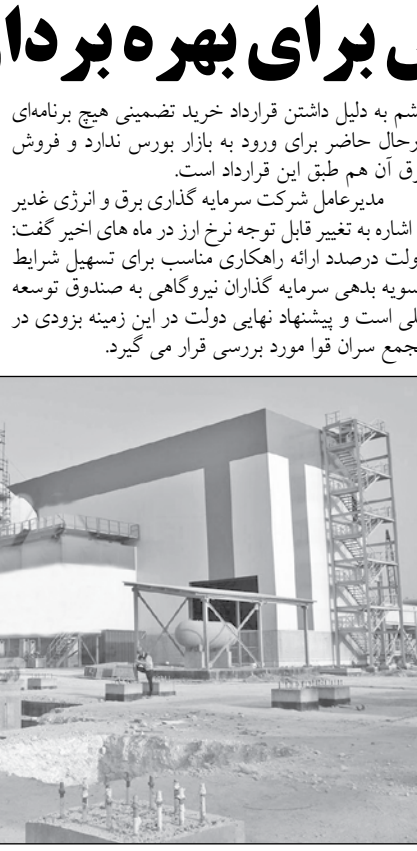 برای بهره
شم به دلیل داشتن قرارداد خرید تضمینی هیچ برنامه‌ای
رحال حاضر برای ورود به بازار بورس ندارد و فروش
رق آن هم طبق این قرارداد است.
مدیرعامل شرکت سرمایه گذاری برق و انرژی غدیر
اشاره به تغییر قابل توجه نرخ ارز در ماه های اخیر گفت:
ولت درصدد ارائه راهکاری مناسب برای تسهیل شرایط
سویه بدهی سرمایه گذاران نیروگاهی به صندوق توسعه
لی است و پیشنهاد نهایی دولت در این زمینه بزودی در
جمع سران قوا مورد بررسی قرار می گیرد.